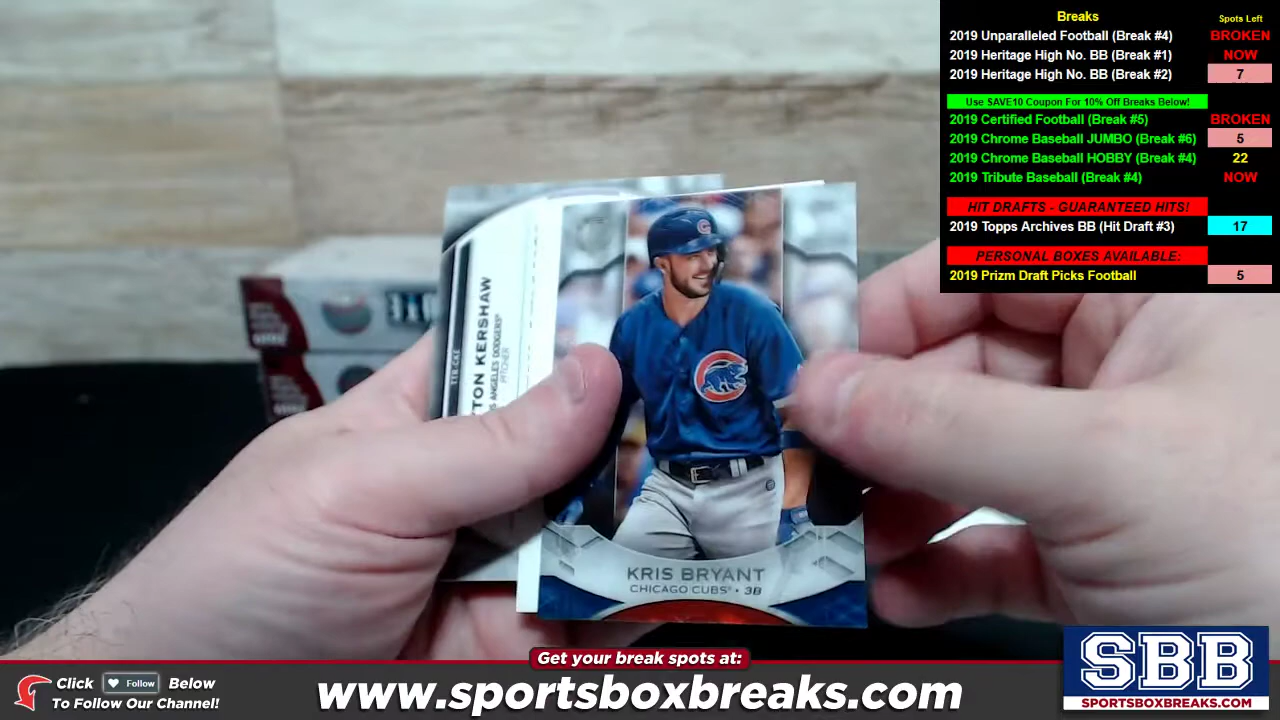 Breaks
Spots Left
2019 Unparalleled Football (Break #4) BROKEN
2019 Heritage High No. BB (Break #1) NOW
2019 Heritage High No. BB (Break #2) 7
Use SAVE10 Coupon For 10% Off Breaks Below!
2019 Certified Football (Break #5) BROKEN
2019 Chrome Baseball JUMBO (Break #6) 5
2019 Chrome Baseball HOBBY (Break #4) 22
2019 Tribute Baseball (Break #4) NOW
HIT DRAFTS - GUARANTEED HITS!
2019 Topps Archives BB (Hit Draft #3) 17
PERSONAL BOXES AVAILABLE:
2019 Prizm Draft Picks Football 5
TTR-CKE
TON KERSHAW
S ANGELES DODGERS®
PITCHER
KRIS BRYANT
CHICAGO CUBS® • 3B
Get your break spots at:
Click Follow Below
To Follow Our Channel!
www.sportsboxbreaks.com
SBB
SPORTSBOXBREAKS.COM